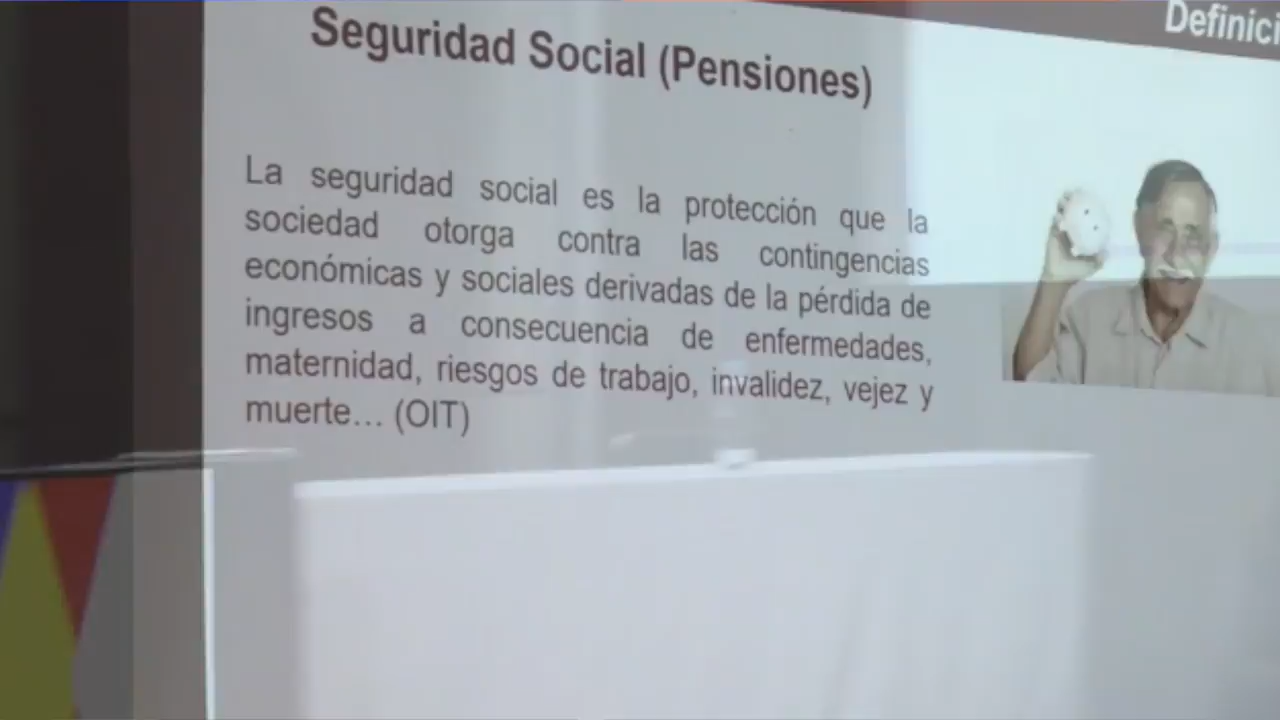 Definici
Seguridad Social (Pensiones)
La seguridad social es la protección que la
sociedad otorga contra las contingencias
económicas y sociales derivadas de la pérdida de
ingresos a consecuencia de enfermedades,
maternidad, riesgos de trabajo, invalidez, vejez y
muerte... (OIT)